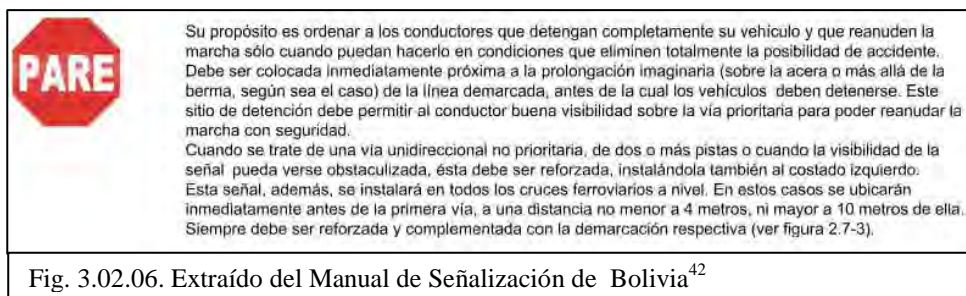 PARE
Su propósito es ordenar a los conductores que detengan completamente su vehículo y que reanuden la
marcha sólo cuando puedan hacerlo en condiciones que eliminen totalmente la posibilidad de accidente.
Debe ser colocada inmediatamente próxima a la prolongación imaginaria (sobre la acera o más allá de la
berma, según sea el caso) de la línea demarcada, antes de la cual los vehículos deben detenerse. Este
sitio de detención debe permitir al conductor buena visibilidad sobre la vía prioritaria para poder reanudar la
marcha con seguridad.
Cuando se trate de una vía unidireccional no prioritaria, de dos o más pistas o cuando la visibilidad de la
señal pueda verse obstaculizada, ésta debe ser reforzada, instalándola también al costado izquierdo.
Esta señal, además, se instalará en todos los cruces ferroviarios a nivel. En estos casos se ubicarán
inmediatamente antes de la primera vía, a una distancia no menor a 4 metros, ni mayor a 10 metros de ella.
Siempre debe ser reforzada y complementada con la demarcación respectiva (ver figura 2.7-3).
Fig. 3.02.06. Extraído del Manual de Señalización de Bolivia42